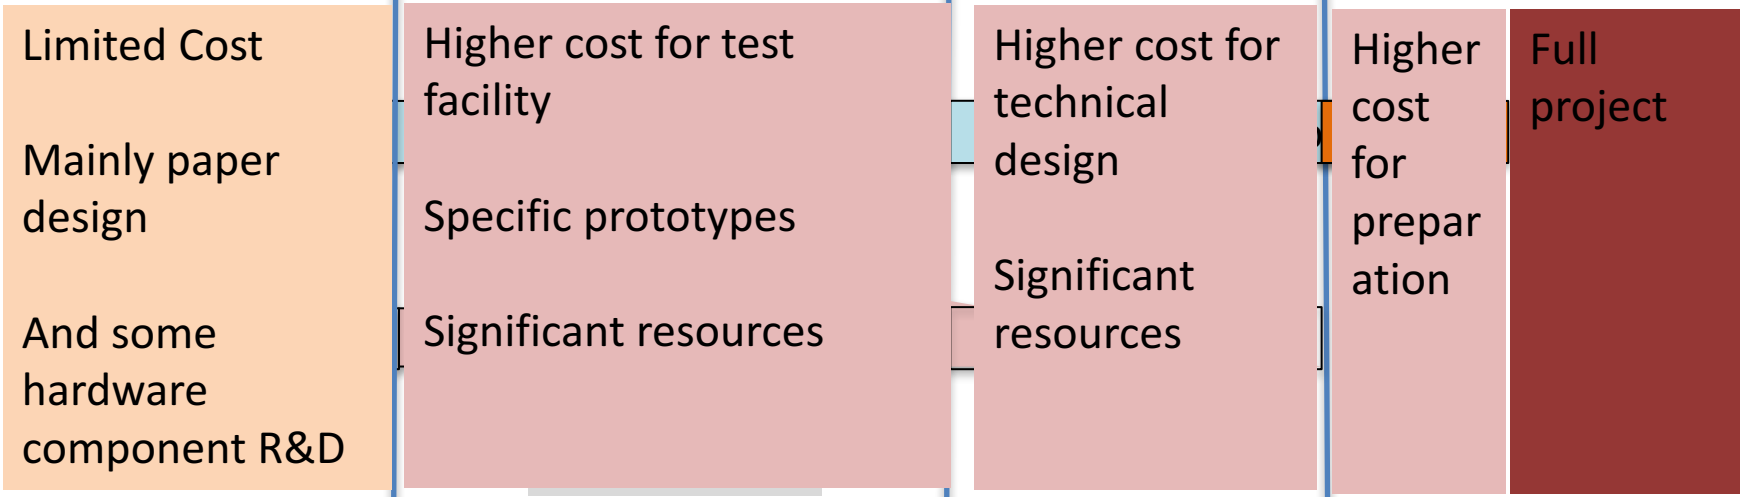 Limited Cost
Mainly paper
design
And some
hardware
component R&D
Higher cost for test
facility
Specific prototypes
Significant resources
Higher cost for
technical
design
Significant
resources
Higher
cost
for
prepar
ation
Full
project